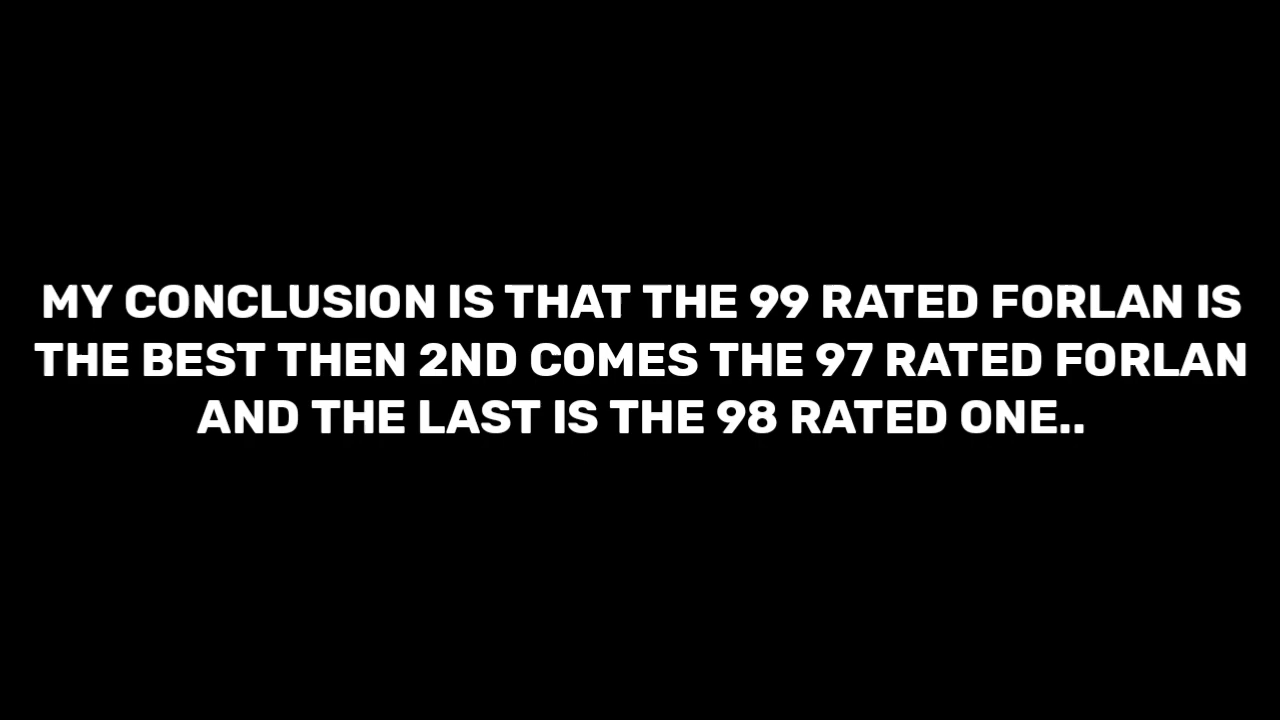 MY CONCLUSION IS THAT THE 99 RATED FORLAN IS
THE BEST THEN 2ND COMES THE 97 RATED FORLAN
AND THE LAST IS THE 98 RATED ONE..